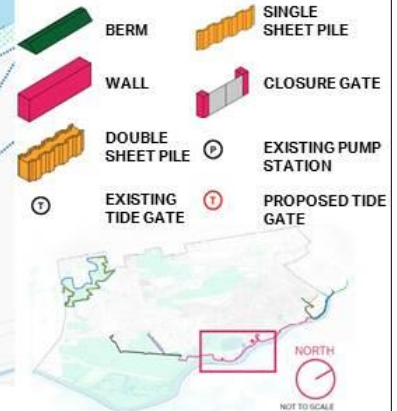 BERM
SINGLE
SHEET PILE
WALL
CLOSURE GATE
DOUBLE
SHEET PILE
P
EXISTING PUMP
STATION
T
EXISTING
TIDE GATE
T
PROPOSED TIDE
GATE
NORTH
NOT TO SCALE